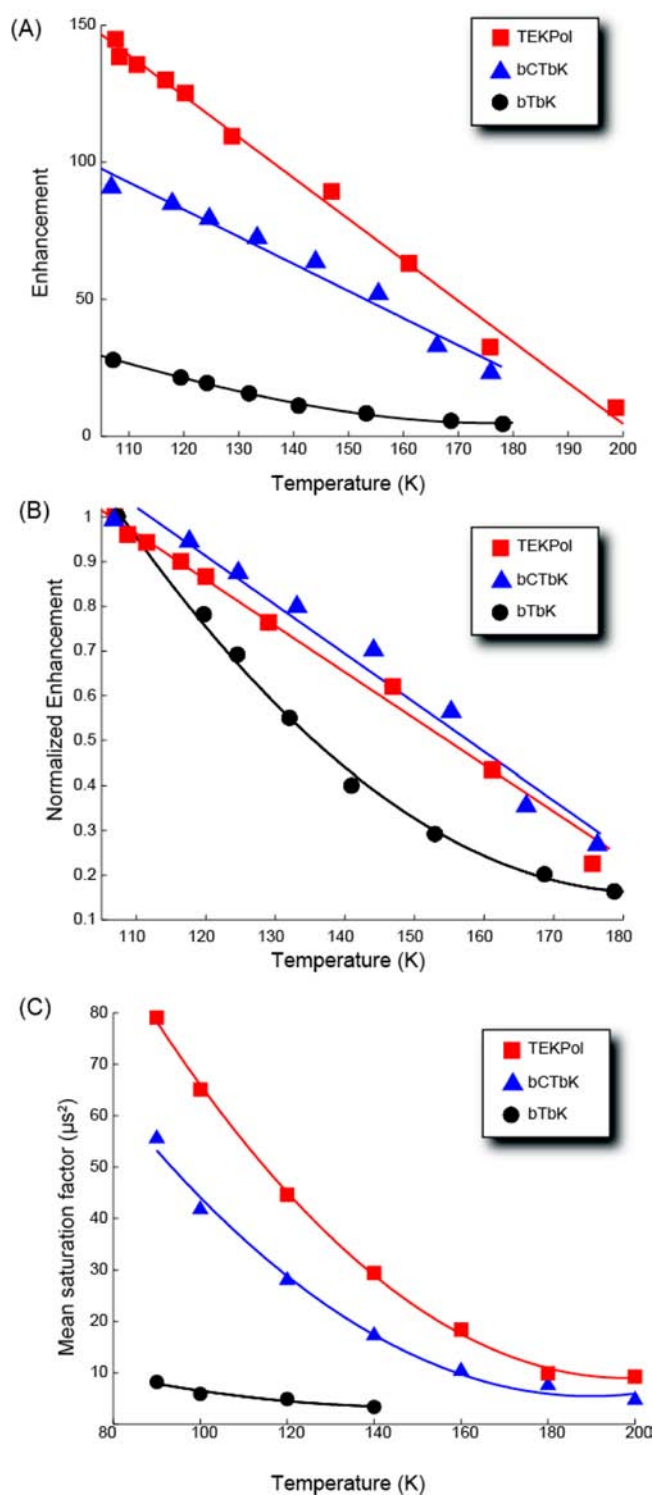 (A)
150
100
50
0
Enhancement
TEKPol
bCTbK
bTbK
110 120 130 140 150 160 170 180 190 200
Temperature (K)
(B)
1
0.9
0.8
0.7
0.6
0.5
0.4
0.3
0.2
0.1
Normalized Enhancement
TEKPol
bCTbK
bTbK
110 120 130 140 150 160 170 180
Temperature (K)
(C)
80
70
60
50
40
30
20
10
Mean saturation factor (µs²)
TEKPol
bCTbK
bTbK
80 100 120 140 160 180 200
Temperature (K)